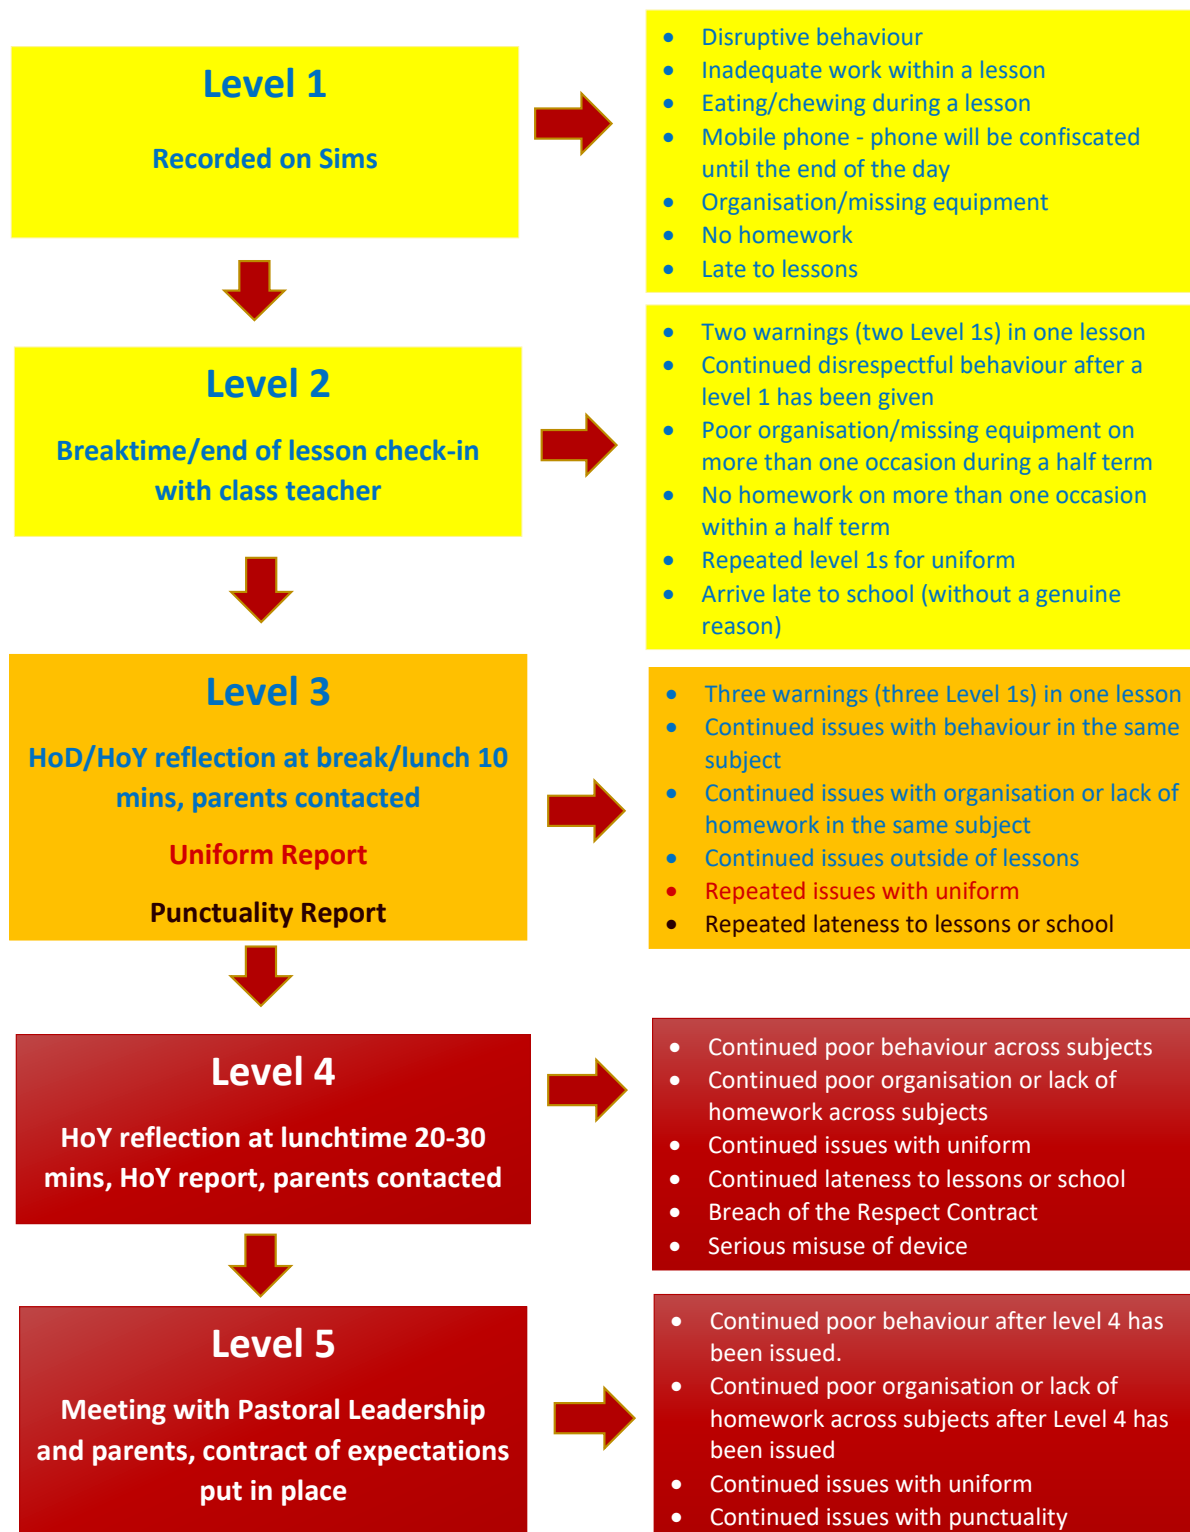 Level 1
Recorded on Sims
• Disruptive behaviour
• Inadequate work within a lesson
• Eating/chewing during a lesson
• Mobile phone - phone will be confiscated
until the end of the day
• Organisation/missing equipment
• No homework
• Late to lessons
Level 2
Breaktime/end of lesson check-in
with class teacher
• Two warnings (two Level 1s) in one lesson
• Continued disrespectful behaviour after a
level 1 has been given
• Poor organisation/missing equipment on
more than one occasion during a half term
• No homework on more than one occasion
within a half term
• Repeated level 1s for uniform
• Arrive late to school (without a genuine
reason)
Level 3
HoD/HoY reflection at break/lunch 10
mins, parents contacted
Uniform Report
Punctuality Report
• Three warnings (three Level 1s) in one lesson
• Continued issues with behaviour in the same
subject
• Continued issues with organisation or lack of
homework in the same subject
• Continued issues outside of lessons
• Repeated issues with uniform
• Repeated lateness to lessons or school
Level 4
HoY reflection at lunchtime 20-30
mins, HoY report, parents contacted
• Continued poor behaviour across subjects
• Continued poor organisation or lack of
homework across subjects
• Continued issues with uniform
• Continued lateness to lessons or school
• Breach of the Respect Contract
• Serious misuse of device
Level 5
Meeting with Pastoral Leadership
and parents, contract of expectations
put in place
• Continued poor behaviour after level 4 has
been issued.
• Continued poor organisation or lack of
homework across subjects after Level 4 has
been issued
• Continued issues with uniform
• Continued issues with punctuality